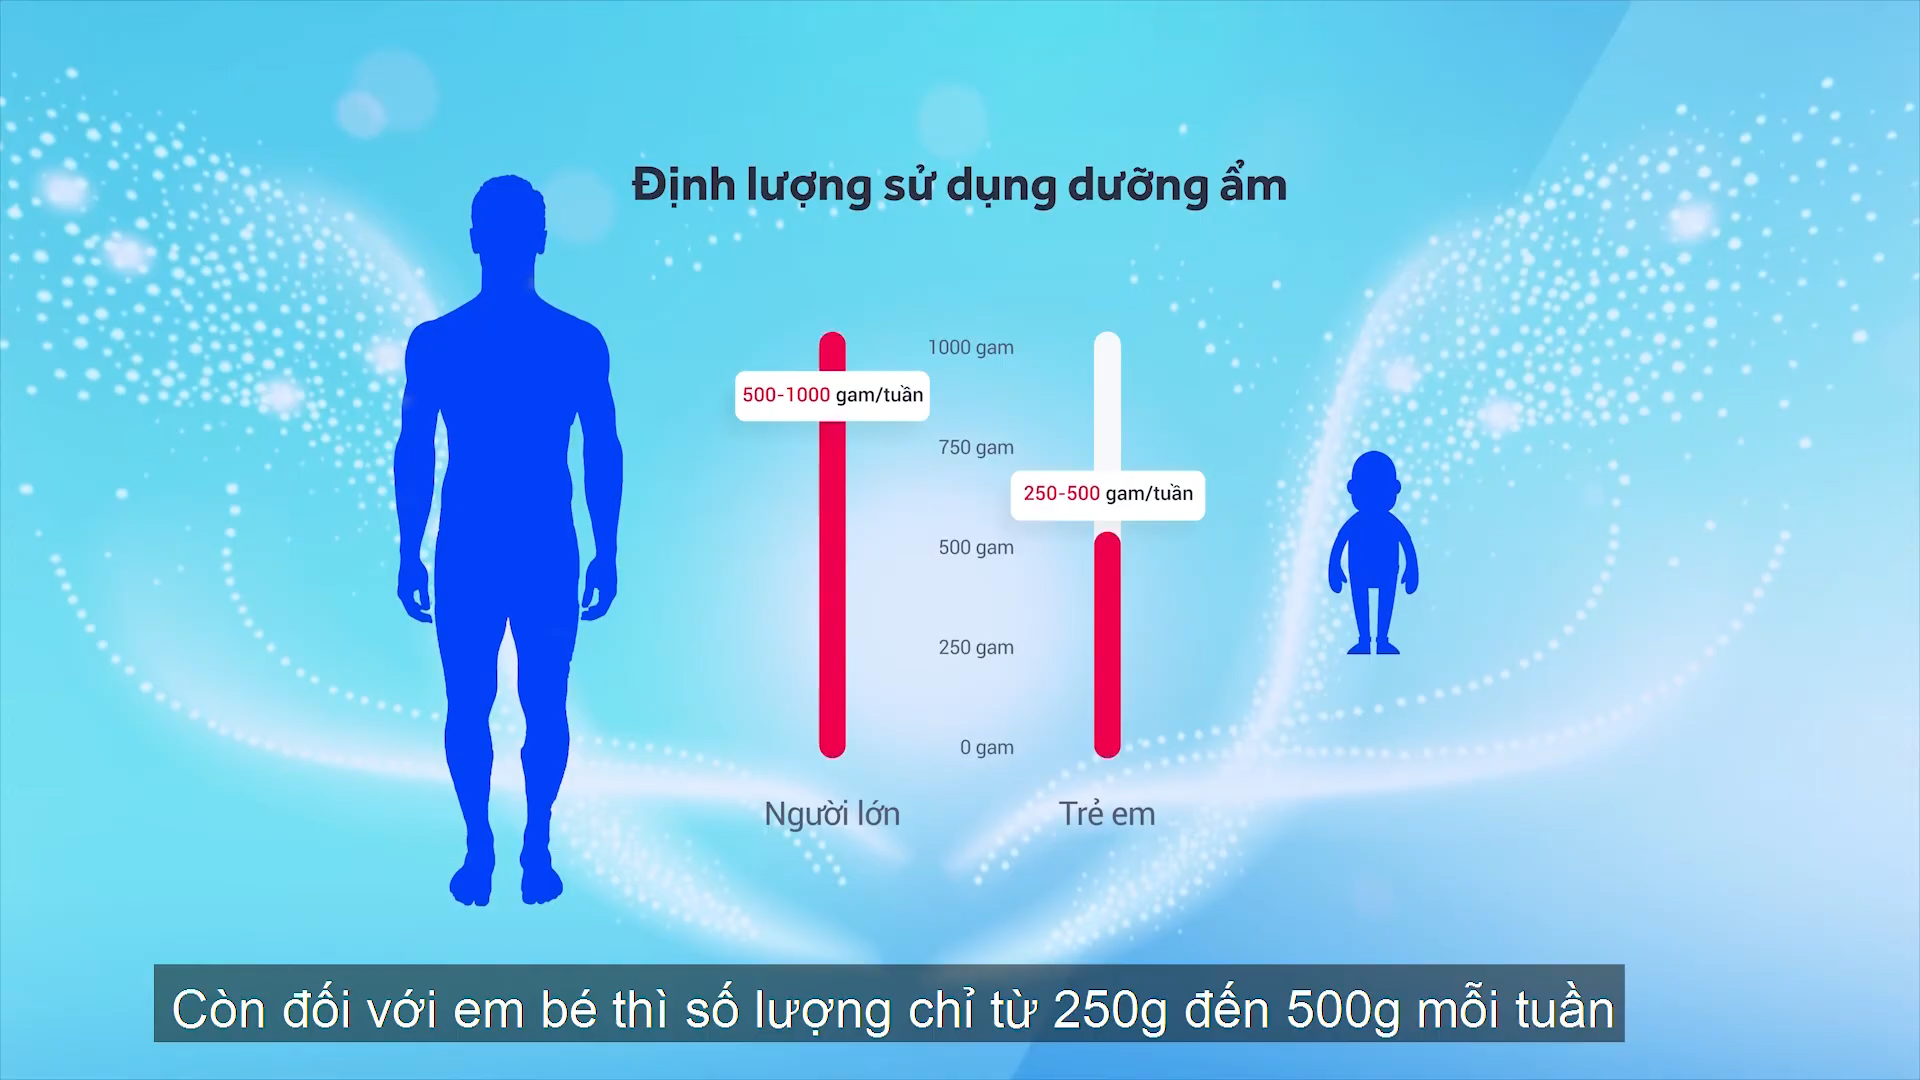 Định lượng sử dụng dưỡng ẩm
1000 gam
500-1000 gam/tuần
750 gam
250-500 gam/tuần
500 gam
250 gam
0 gam
Người lớn
Trẻ em
Còn đối với em bé thì số lượng chỉ từ 250g đến 500g mỗi tuần